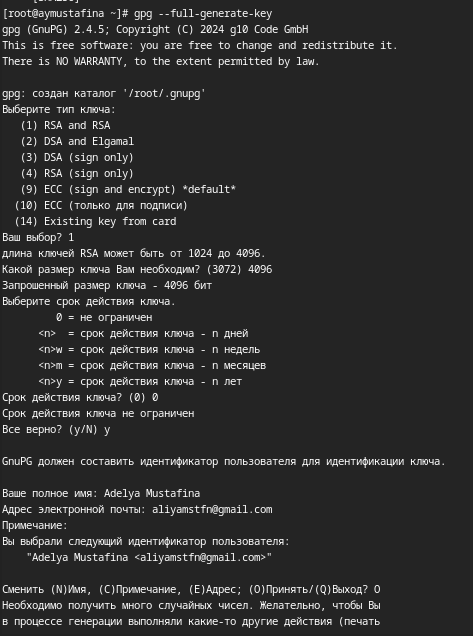 [root@aymustafina ~]# gpg --full-generate-key
gpg (GnuPG) 2.4.5; Copyright (C) 2024 g10 Code GmbH
This is free software: you are free to change and redistribute it.
There is NO WARRANTY, to the extent permitted by law.

gpg: создан каталог '/root/.gnupg'
Выберите тип ключа:
   (1) RSA and RSA
   (2) DSA and Elgamal
   (3) DSA (sign only)
   (4) RSA (sign only)
   (9) ECC (sign and encrypt) *default*
  (10) ECC (только для подписи)
  (14) Existing key from card
Ваш выбор? 1
длина ключей RSA может быть от 1024 до 4096.
Какой размер ключа Вам необходим? (3072) 4096
Запрошенный размер ключа - 4096 бит
Выберите срок действия ключа.
         0 = не ограничен
      <n>  = срок действия ключа - n дней
      <n>w = срок действия ключа - n недель
      <n>m = срок действия ключа - n месяцев
      <n>y = срок действия ключа - n лет
Срок действия ключа? (0) 0
Срок действия ключа не ограничен
Все верно? (y/N) y

GnuPG должен составить идентификатор пользователя для идентификации ключа.

Ваше полное имя: Adelya Mustafina
Адрес электронной почты: aliyamstfn@gmail.com
Примечание:
Вы выбрали следующий идентификатор пользователя:
    "Adelya Mustafina <aliyamstfn@gmail.com>"

Сменить (N)Имя, (C)Примечание, (E)Адрес; (O)Принять/(Q)Выход? O
Необходимо получить много случайных чисел. Желательно, чтобы Вы
в процессе генерации выполняли какие-то другие действия (печать